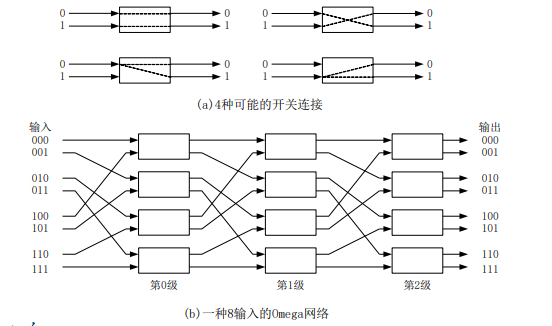 0 0 0 0
1 1 1 1
0 0 0 0
1 1 1 1
(a)4种可能的开关连接
输入 输出
000 000
001 001
010 010
011 011
100 100
101 101
110 110
111 111
第0级 第1级 第2级
(b)一种8输入的Omega网络